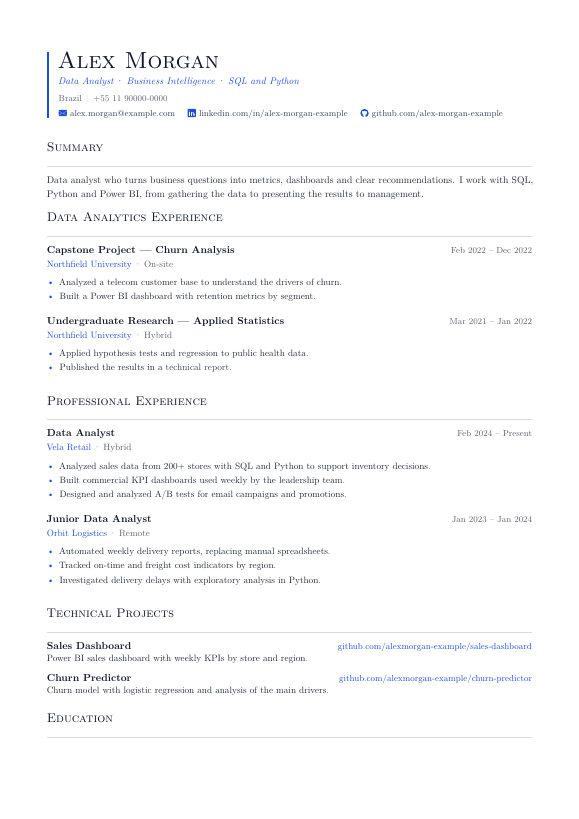 Alex Morgan
Data Analyst · Business Intelligence · SQL and Python
Brazil | +55 11 90000-0000
alex.morgan@example.com linkedin.com/in/alex-morgan-example github.com/alex-morgan-example
Summary
Data analyst who turns business questions into metrics, dashboards and clear recommendations. I work with SQL,
Python and Power BI, from gathering the data to presenting the results to management.
Data Analytics Experience
Capstone Project — Churn Analysis Feb 2022 – Dec 2022
Northfield University · On-site
• Analyzed a telecom customer base to understand the drivers of churn.
• Built a Power BI dashboard with retention metrics by segment.
Undergraduate Research — Applied Statistics Mar 2021 – Jan 2022
Northfield University · Hybrid
• Applied hypothesis tests and regression to public health data.
• Published the results in a technical report.
Professional Experience
Data Analyst Feb 2024 – Present
Vela Retail · Hybrid
• Analyzed sales data from 200+ stores with SQL and Python to support inventory decisions.
• Built commercial KPI dashboards used weekly by the leadership team.
• Designed and analyzed A/B tests for email campaigns and promotions.
Junior Data Analyst Jan 2023 – Jan 2024
Orbit Logistics · Remote
• Automated weekly delivery reports, replacing manual spreadsheets.
• Tracked on-time and freight cost indicators by region.
• Investigated delivery delays with exploratory analysis in Python.
Technical Projects
Sales Dashboard github.com/alexmorgan-example/sales-dashboard
Power BI sales dashboard with weekly KPIs by store and region.
Churn Predictor github.com/alexmorgan-example/churn-predictor
Churn model with logistic regression and analysis of the main drivers.
Education